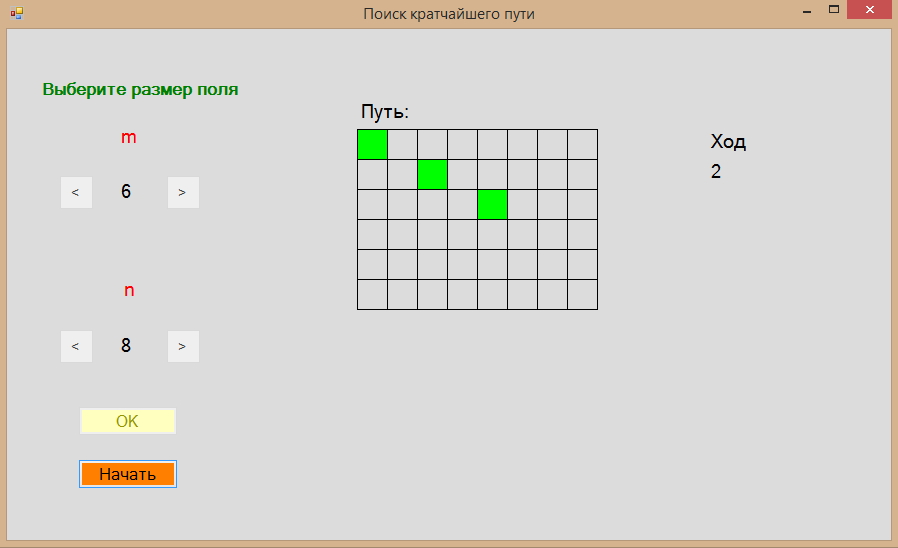 Поиск кратчайшего пути
Выберите размер поля
m
< 6 >
n
< 8 >
OK
Начать
Путь:
Ход
2